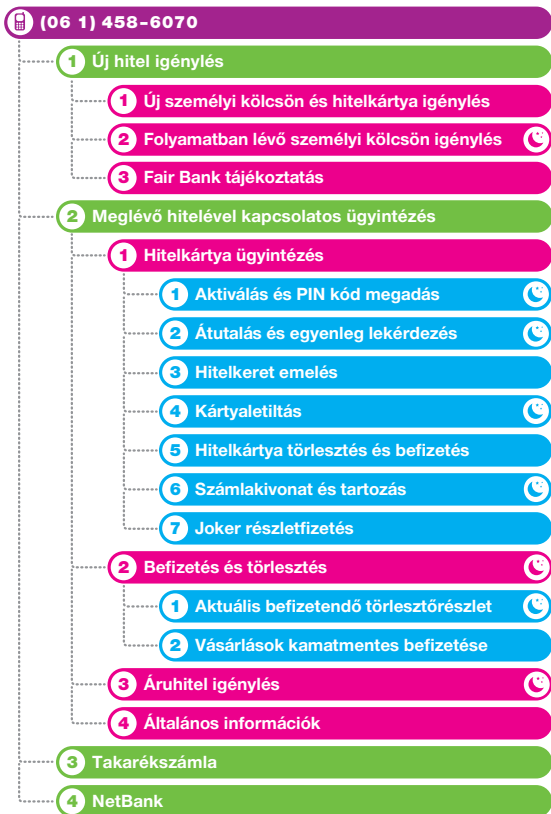 (06 1) 458-6070
1 Új hitel igénylés
1 Új személyi kölcsön és hitelkártya igénylés
2 Folyamatban lévő személyi kölcsön igénylés
3 Fair Bank tájékoztatás
2 Meglévő hitelével kapcsolatos ügyintézés
1 Hitelkártya ügyintézés
1 Aktiválás és PIN kód megadás
2 Átutalás és egyenleg lekérdezés
3 Hitelkeret emelés
4 Kártyaletiltás
5 Hitelkártya törlesztés és befizetés
6 Számlakivonat és tartozás
7 Joker részletfizetés
2 Befizetés és törlesztés
1 Aktuális befizetendő törlesztőrészlet
2 Vásárlások kamatmentes befizetése
3 Áruhitel igénylés
4 Általános információk
3 Takarékszámla
4 NetBank